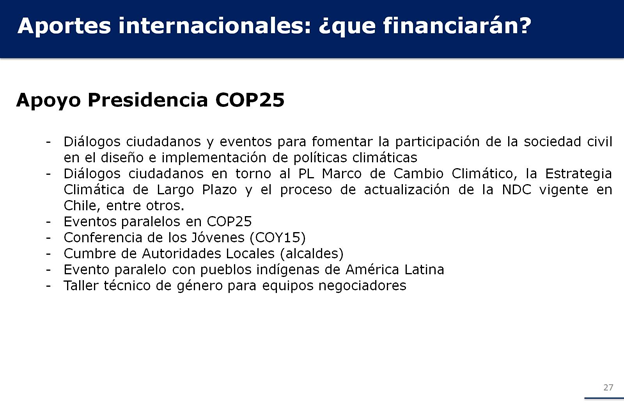 Aportes internacionales: ¿que financiarán?
Apoyo Presidencia COP25
- Diálogos ciudadanos y eventos para fomentar la participación de la sociedad civil
en el diseño e implementación de políticas climáticas
- Diálogos ciudadanos en torno al PL Marco de Cambio Climático, la Estrategia
Climática de Largo Plazo y el proceso de actualización de la NDC vigente en
Chile, entre otros.
- Eventos paralelos en COP25
- Conferencia de los Jóvenes (COY15)
- Cumbre de Autoridades Locales (alcaldes)
- Evento paralelo con pueblos indígenas de América Latina
- Taller técnico de género para equipos negociadores
27